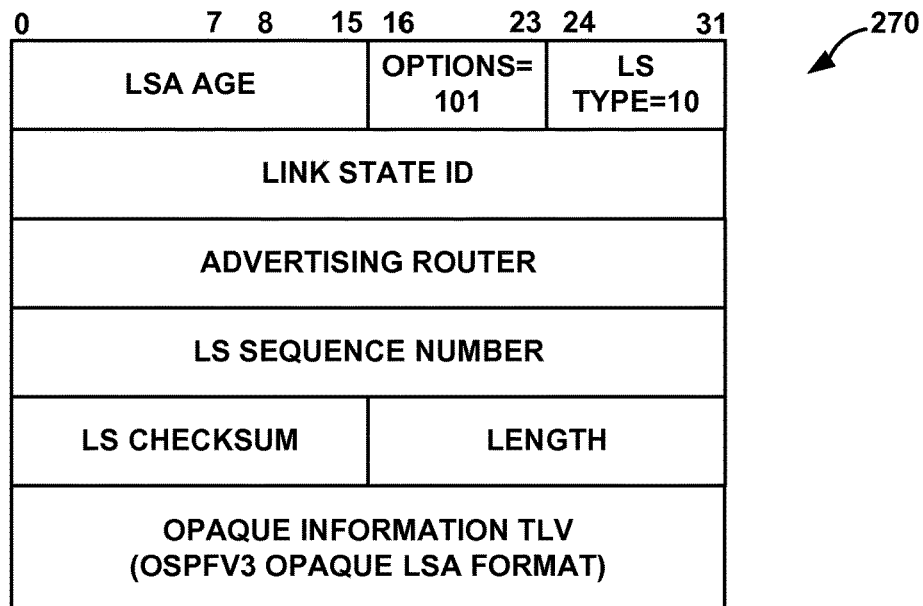 0 7 8 15 16 23 24 31
270
LSA AGE
OPTIONS=
101
LS
TYPE=10
LINK STATE ID
ADVERTISING ROUTER
LS SEQUENCE NUMBER
LS CHECKSUM
LENGTH
OPAQUE INFORMATION TLV
(OSPFV3 OPAQUE LSA FORMAT)